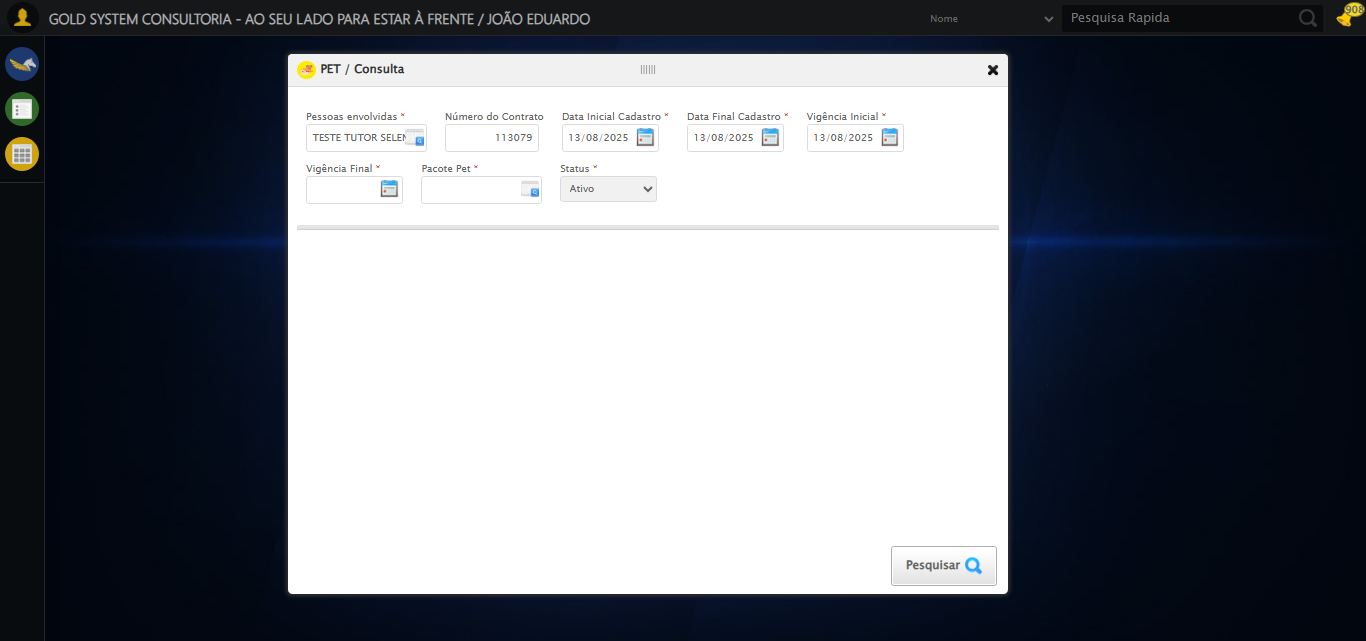 GOLD SYSTEM CONSULTORIA - AO SEU LADO PARA ESTAR À FRENTE / JOÃO EDUARDO
Nome
Pesquisa Rapida
908
PET / Consulta
Pessoas envolvidas *
Número do Contrato
Data Inicial Cadastro *
Data Final Cadastro *
Vigência Inicial *
TESTE TUTOR SELEN
113079
13/08/2025
13/08/2025
13/08/2025
Vigência Final *
Pacote Pet *
Status *
Ativo
Pesquisar